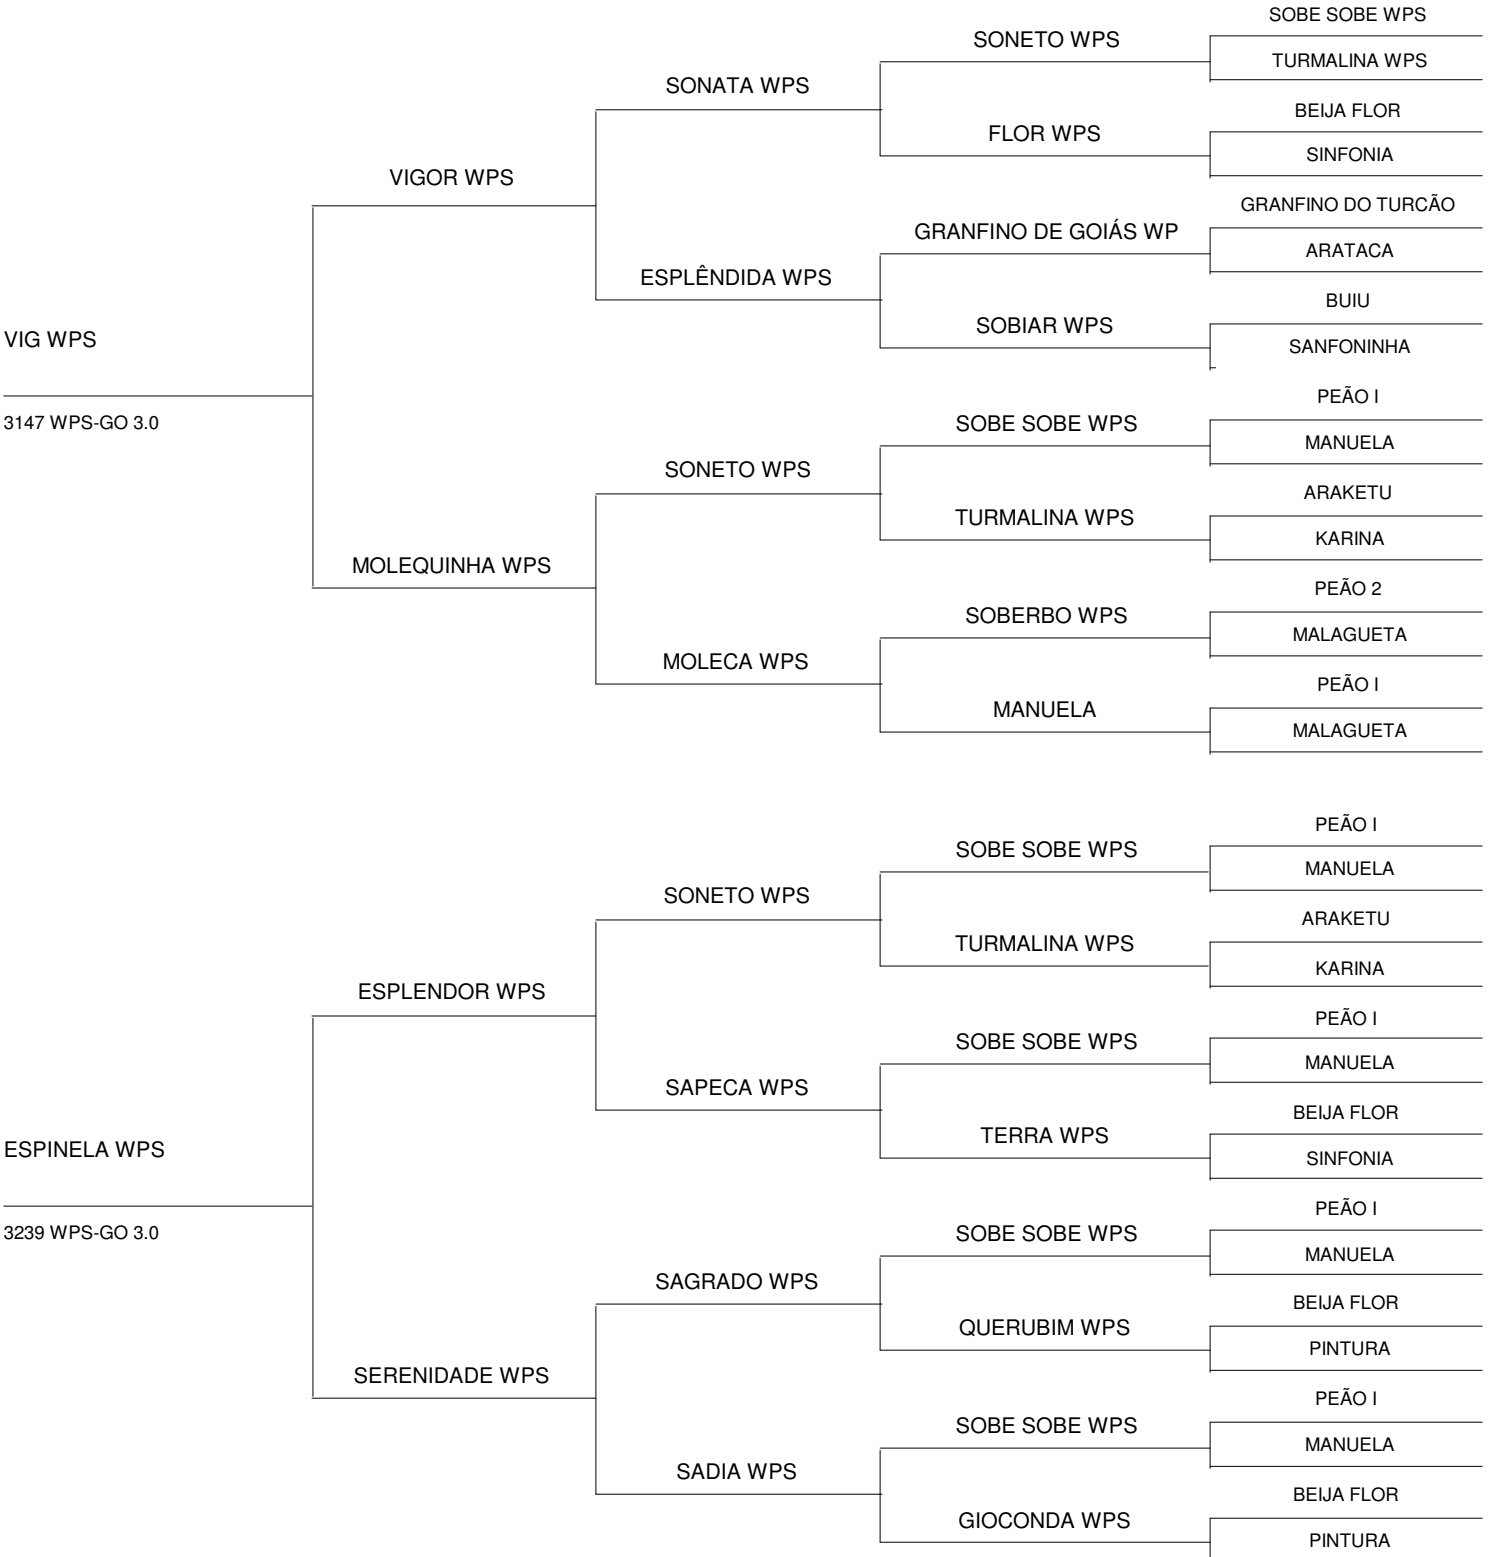 SOBE SOBE WPS
SONETO WPS
TURMALINA WPS
SONATA WPS
BEIJA FLOR
FLOR WPS
SINFONIA
VIGOR WPS
GRANFINO DO TURCÃO
GRANFINO DE GOIÁS WP
ARATACA
ESPLÊNDIDA WPS
BUIU
SOBIAR WPS
SANFONINHA
VIG WPS
3147 WPS-GO 3.0
PEÃO I
SOBE SOBE WPS
MANUELA
SONETO WPS
ARAKETU
TURMALINA WPS
KARINA
MOLEQUINHA WPS
PEÃO 2
SOBERBO WPS
MALAGUETA
MOLECA WPS
PEÃO I
MANUELA
MALAGUETA
PEÃO I
SOBE SOBE WPS
MANUELA
SONETO WPS
ARAKETU
TURMALINA WPS
KARINA
ESPLENDOR WPS
PEÃO I
SOBE SOBE WPS
MANUELA
SAPECA WPS
BEIJA FLOR
TERRA WPS
SINFONIA
ESPINELA WPS
3239 WPS-GO 3.0
PEÃO I
SOBE SOBE WPS
MANUELA
SAGRADO WPS
BEIJA FLOR
QUERUBIM WPS
PINTURA
SERENIDADE WPS
PEÃO I
SOBE SOBE WPS
MANUELA
SADIA WPS
BEIJA FLOR
GIOCONDA WPS
PINTURA